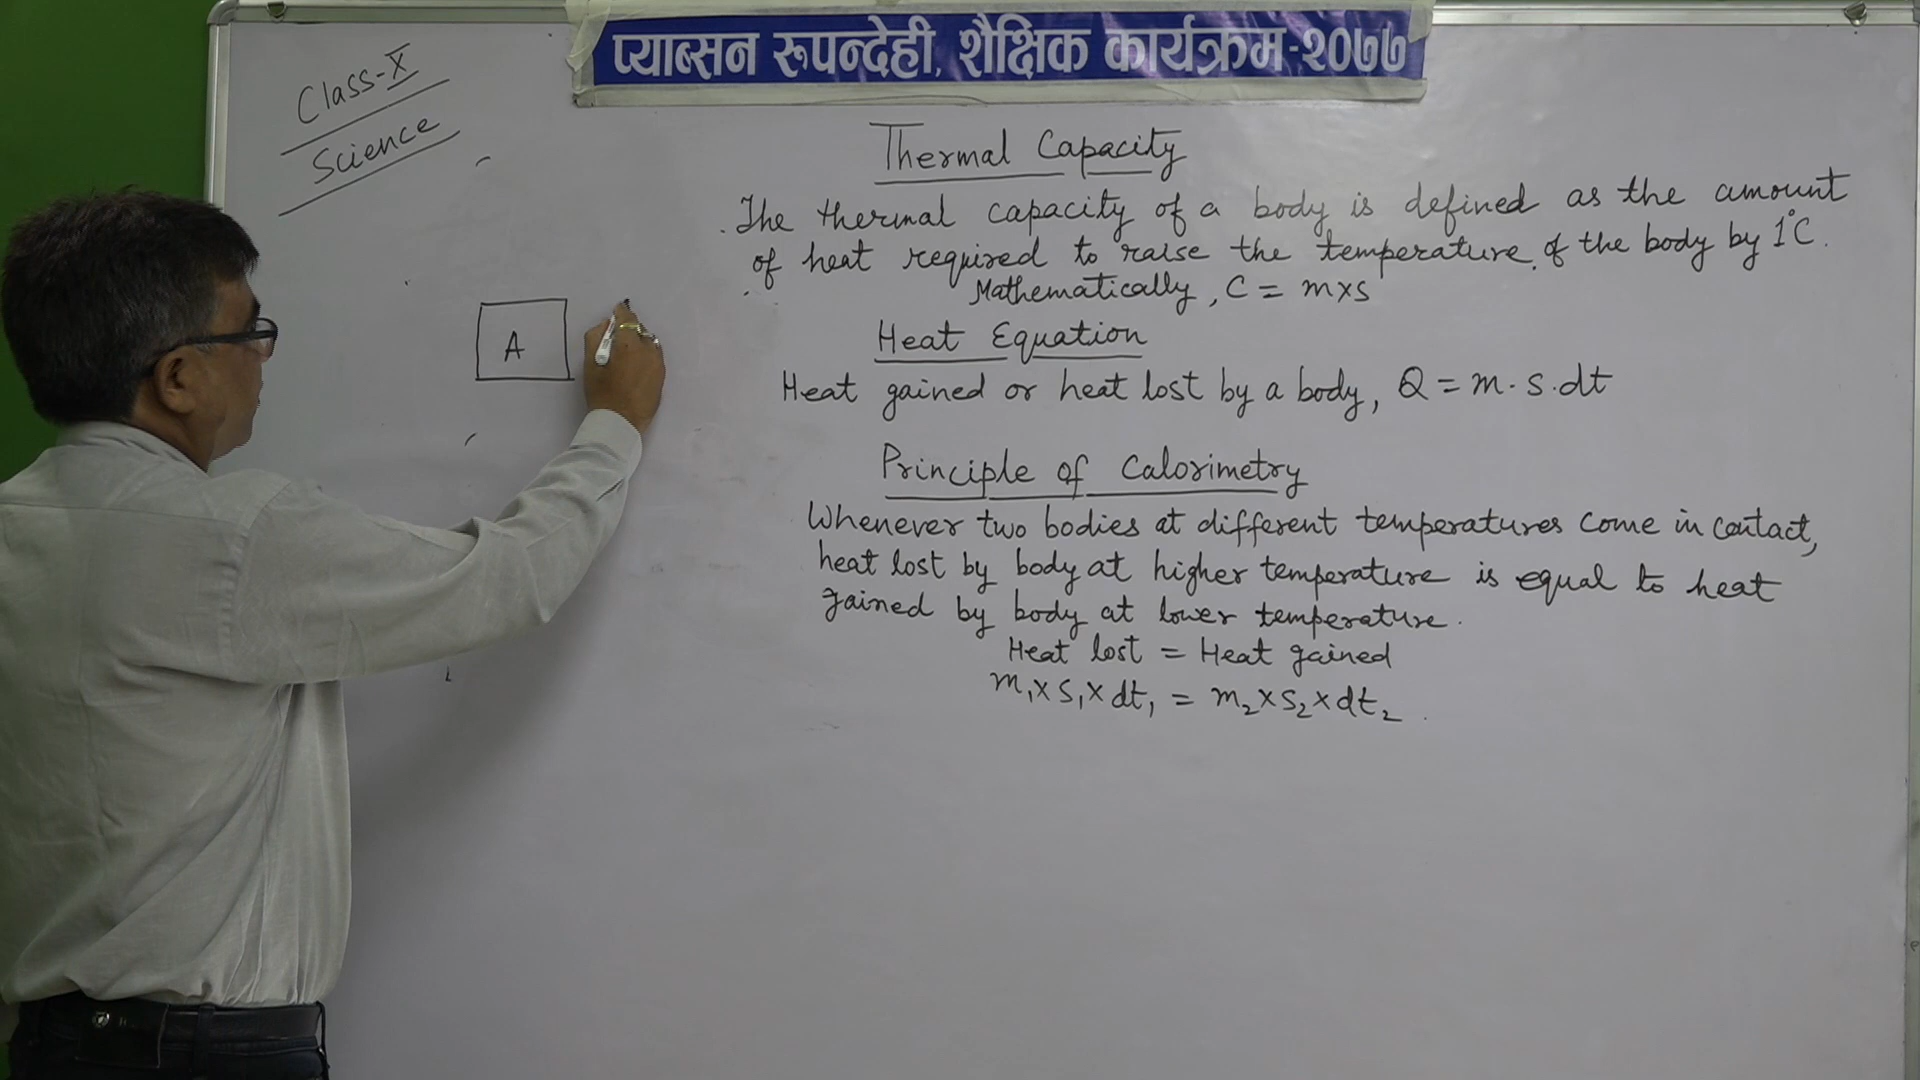 प्याब्सन रुपन्देही, शैक्षिक कार्यक्रम-२०७७
Class-X
Science
Thermal Capacity
The thermal capacity of a body is defined as the amount
of heat required to raise the temperature of the body by 1°C.
Mathematically, C = m×s
Heat Equation
Heat gained or heat lost by a body, Q = m.s.dt
Principle of Calorimetry
Whenever two bodies at different temperatures come in contact,
heat lost by body at higher temperature is equal to heat
gained by body at lower temperature.
Heat lost = Heat gained
m₁×s₁×dt₁ = m₂×s₂×dt₂
A